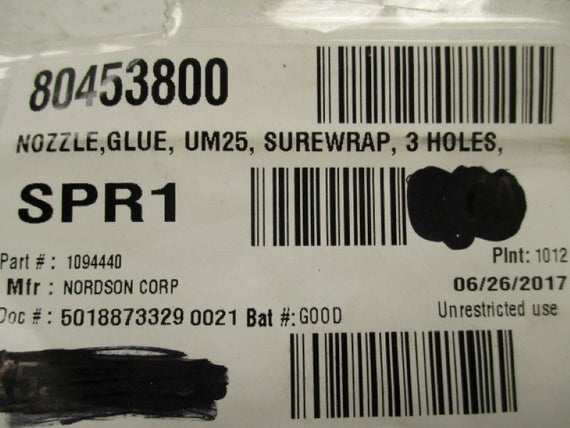 80453800
NOZZLE,GLUE, UM25, SUREWRAP, 3 HOLES,
SPR1
Part # : 1094440
Plnt: 1012
Mfr : NORDSON CORP
06/26/2017
Doc # : 5018873329 0021 Bat #: GOOD
Unrestricted use